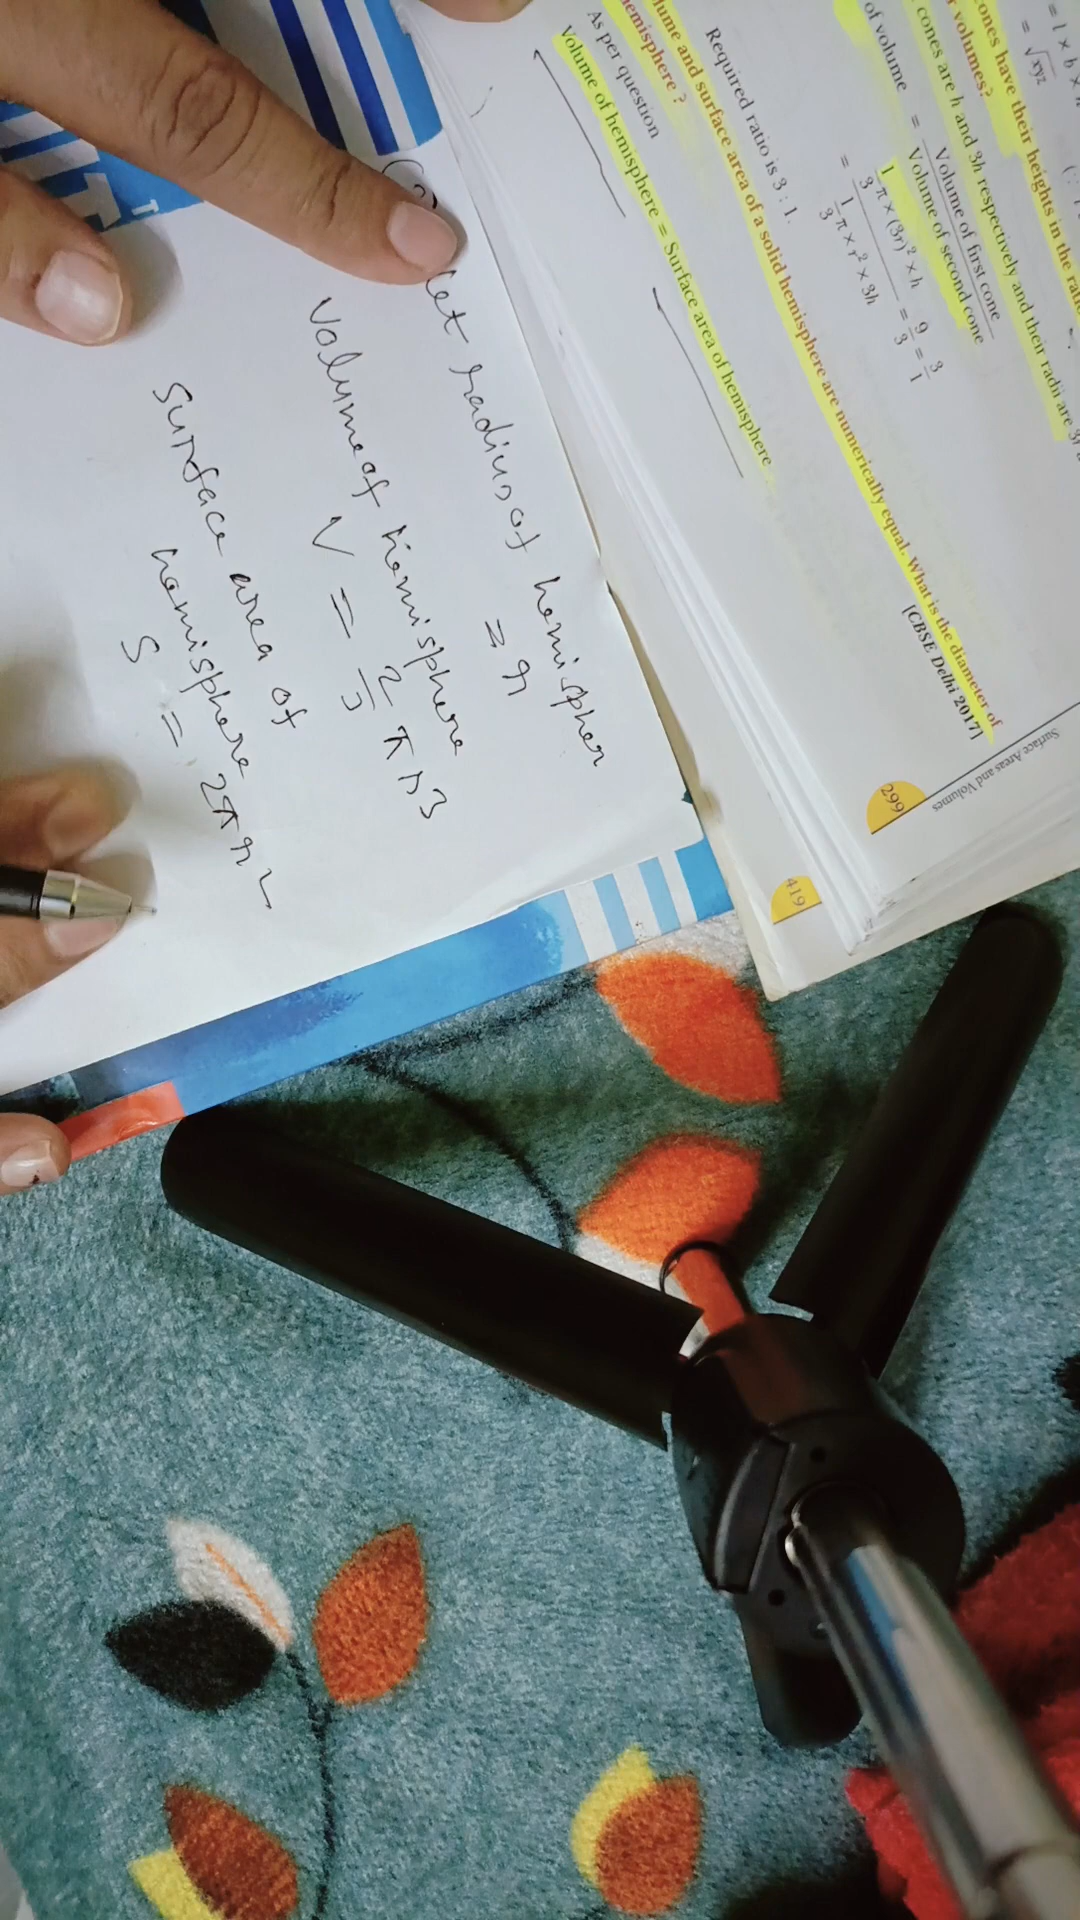 = l × b × h
= √xyz
cones have their heights in the rati
r volumes?
cones are h and 3h respectively and their radii are 3r a
of volume = Volume of first cone
Volume of second cone
1/3 π × (3r)² × h
= = 9/3 = 3/1
1/3 π × r² × 3h
Required ratio is 3 : 1.
lume and surface area of a solid hemisphere are numerically equal. What is the diameter of
hemisphere?
[CBSE Delhi 2017]
As per question
Volume of hemisphere = Surface area of hemisphere
Surface Areas and Volumes
299
419
Let radius of hemispher
= r
Volume of hemisphere
V = 2/3 π r3
Surface area of
hemisphere
S = 2πr2